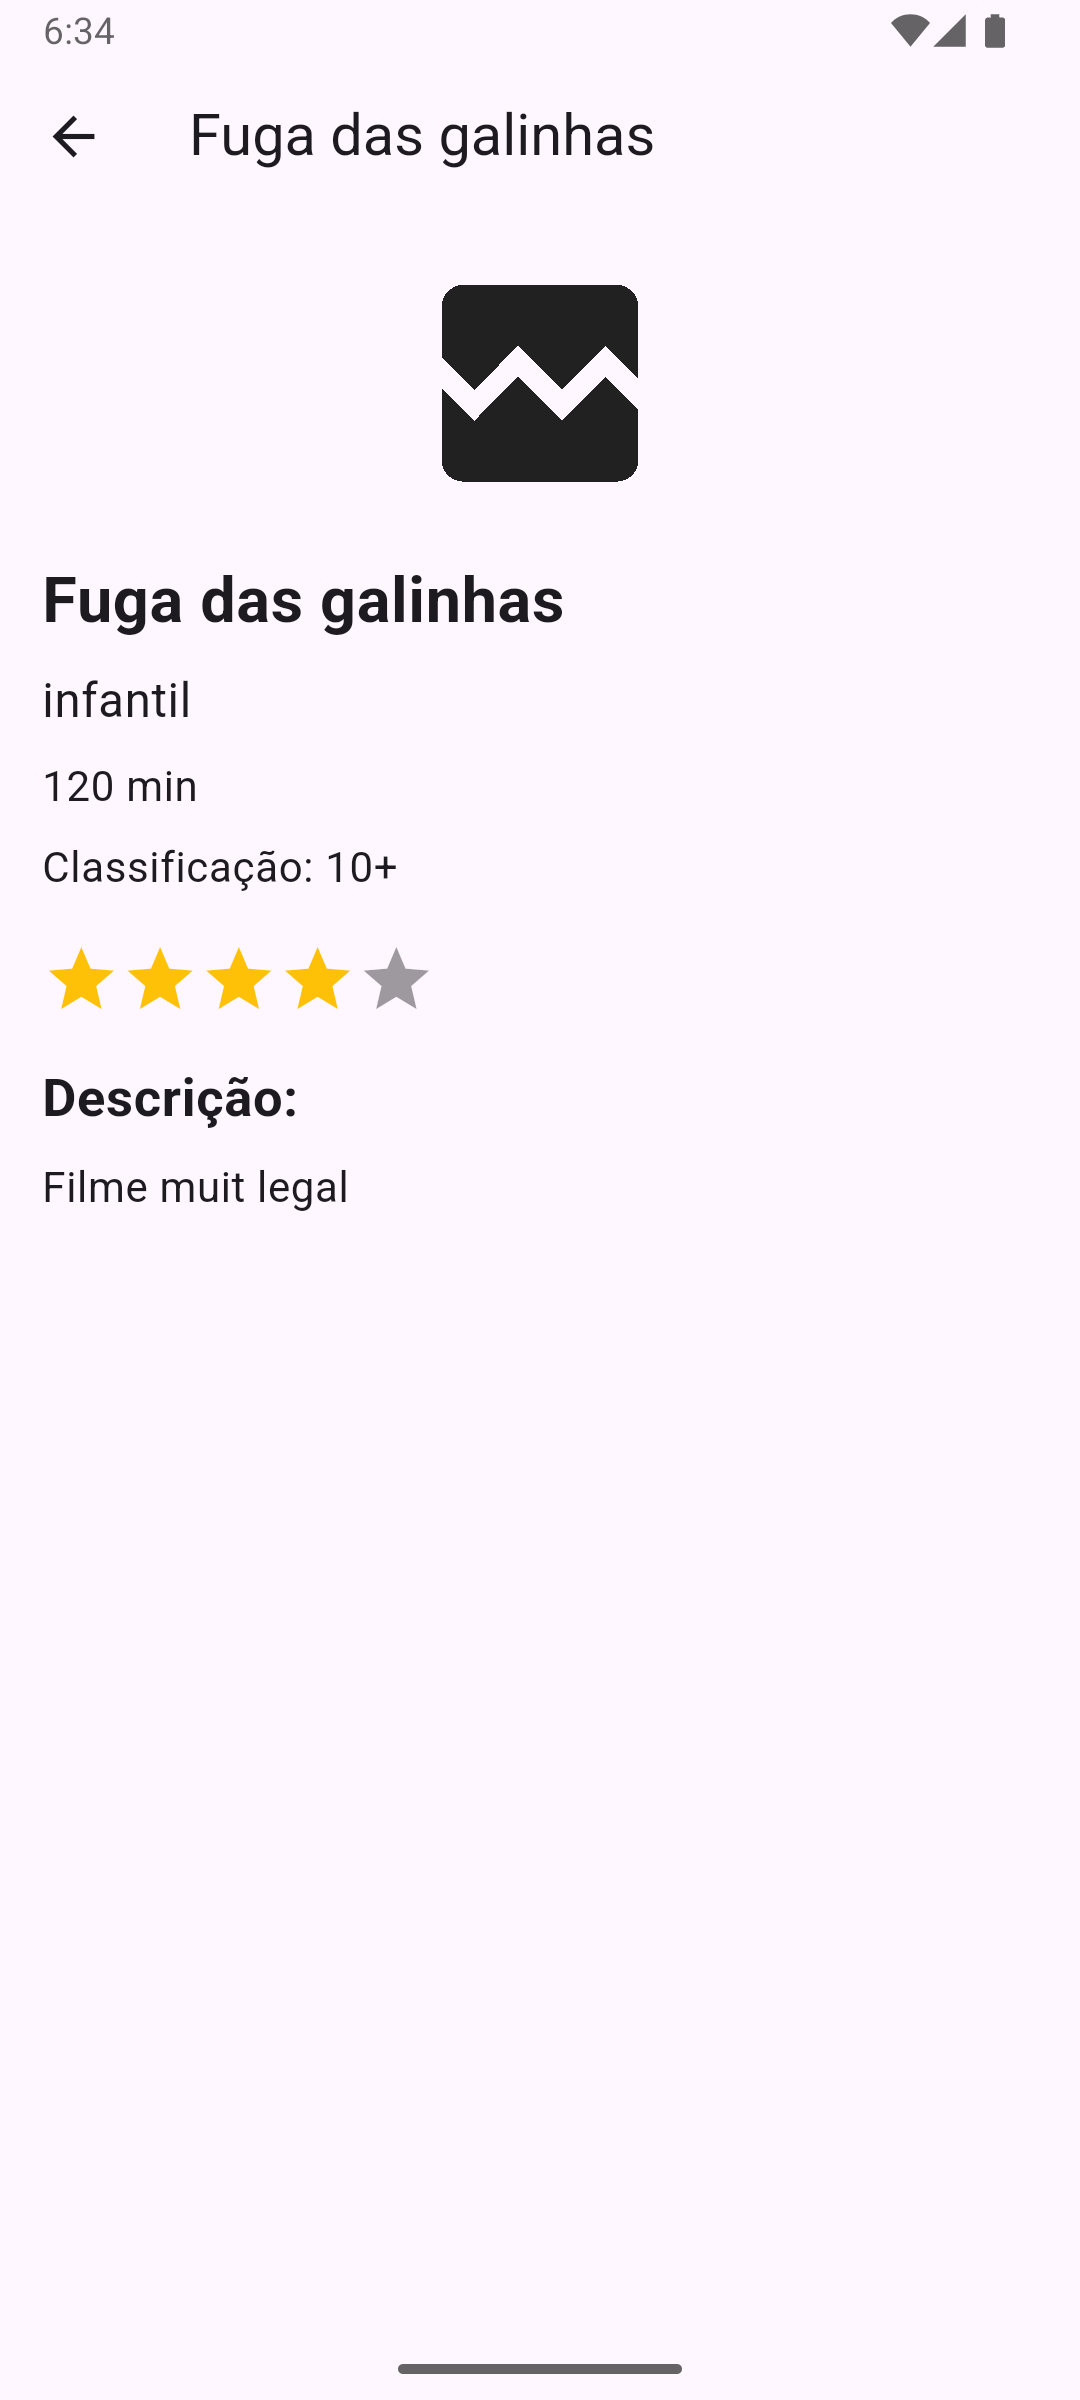 6:34
Fuga das galinhas
Fuga das galinhas
infantil
120 min
Classificação: 10+
Descrição:
Filme muit legal